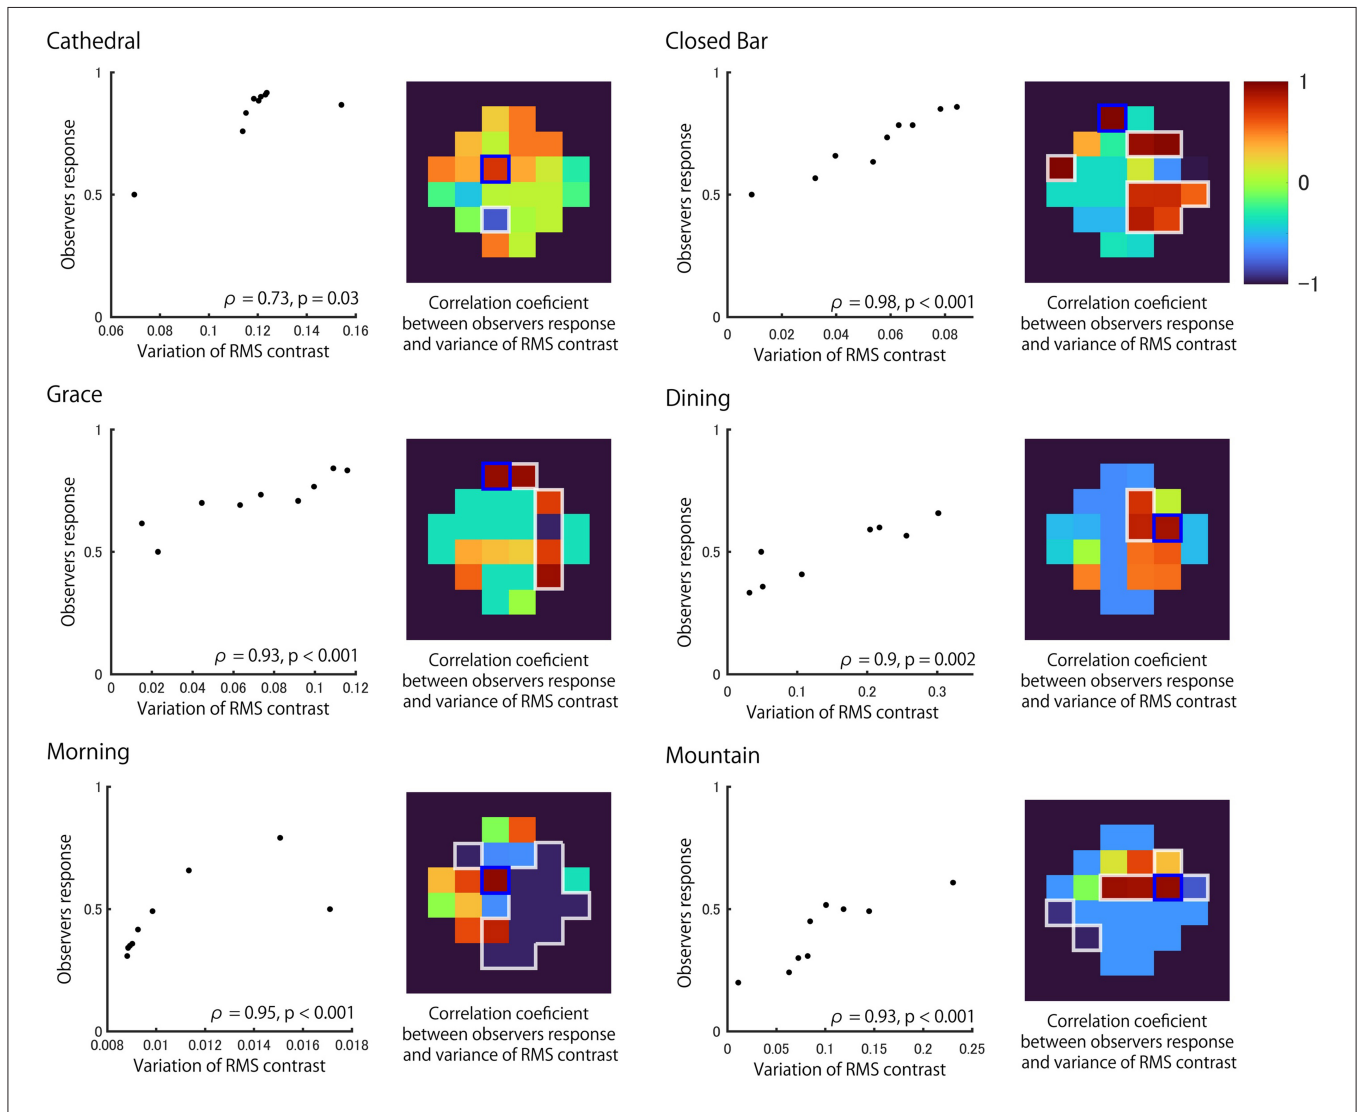 Cathedral
1
0.5
0
Observers response
ρ = 0.73, p = 0.03
0.06 0.08 0.1 0.12 0.14 0.16
Variation of RMS contrast
Correlation coeficient
between observers response
and variance of RMS contrast
Closed Bar
1
0.5
0
Observers response
ρ = 0.98, p < 0.001
0 0.02 0.04 0.06 0.08
Variation of RMS contrast
Correlation coeficient
between observers response
and variance of RMS contrast
1
0
−1
Grace
1
0.5
0
Observers response
ρ = 0.93, p < 0.001
0 0.02 0.04 0.06 0.08 0.1 0.12
Variation of RMS contrast
Correlation coeficient
between observers response
and variance of RMS contrast
Dining
1
0.5
0
Observers response
ρ = 0.9, p = 0.002
0 0.1 0.2 0.3
Variation of RMS contrast
Correlation coeficient
between observers response
and variance of RMS contrast
Morning
1
0.5
0
Observers response
ρ = 0.95, p < 0.001
0.008 0.01 0.012 0.014 0.016 0.018
Variation of RMS contrast
Correlation coeficient
between observers response
and variance of RMS contrast
Mountain
1
0.5
0
Observers response
ρ = 0.93, p < 0.001
0 0.05 0.1 0.15 0.2 0.25
Variation of RMS contrast
Correlation coeficient
between observers response
and variance of RMS contrast